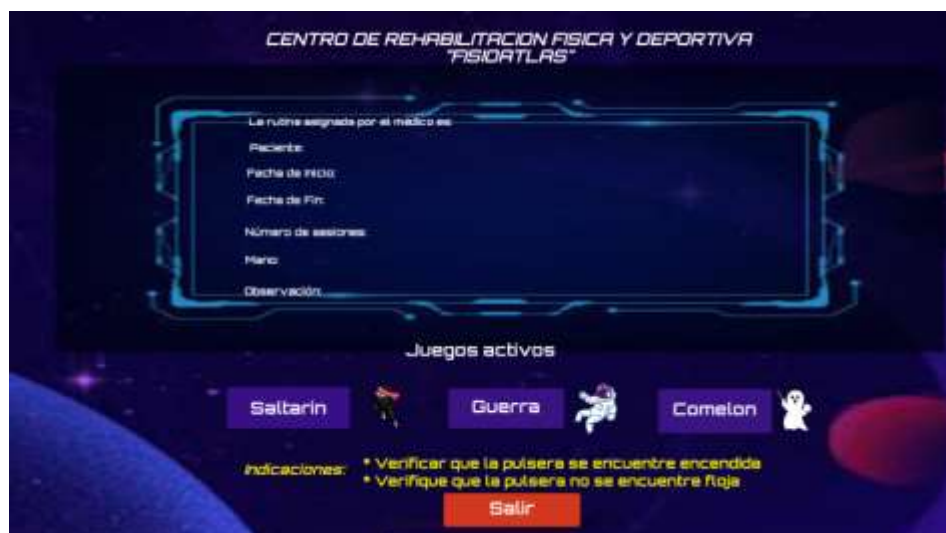 CENTRO DE REHABILITACION FISICA Y DEPORTIVA
"FISIOATLAS"
La rutina asignada por el médico es:
Paciente:
Fecha de Inicio:
Fecha de Fin:
Número de sesiones:
Mano:
Observación:
Juegos activos
Saltarin
Guerra
Comelon
Indicaciones:
* Verificar que la pulsera se encuentre encendida
* Verifique que la pulsera no se encuentre floja
Salir